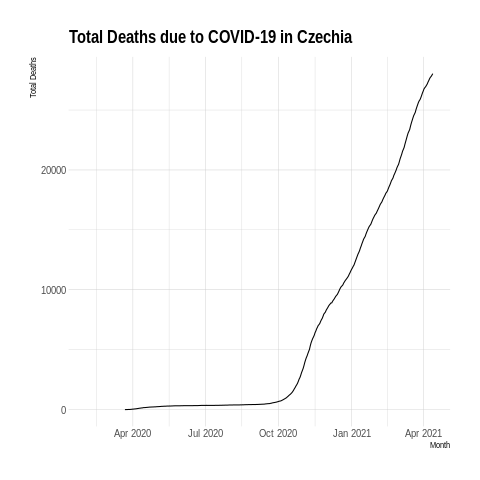 Total Deaths due to COVID-19 in Czechia
Total Deaths
20000
10000
0
Apr 2020 Jul 2020 Oct 2020 Jan 2021 Apr 2021
Month